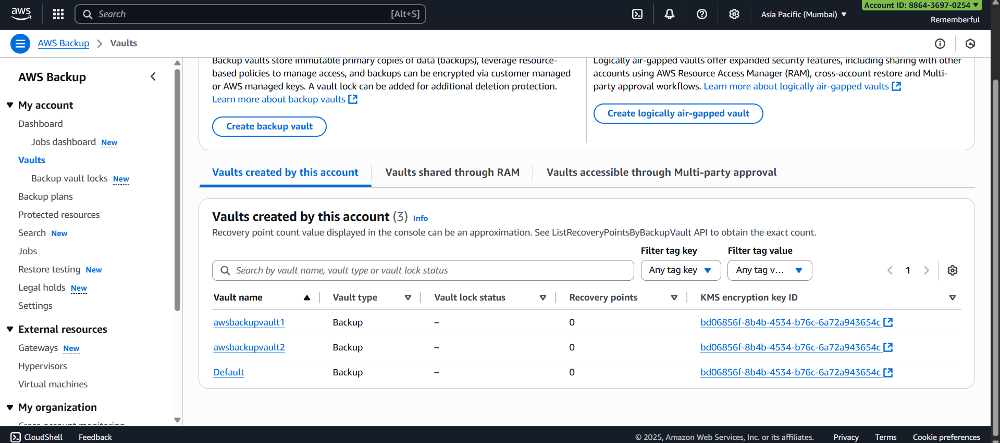 aws
Search
[Alt+S]
Asia Pacific (Mumbai)
Account ID: 8864-3697-0254
Rememberful
AWS Backup
Vaults
AWS Backup
My account
Dashboard
Jobs dashboard New
Vaults
Backup vault locks New
Backup plans
Protected resources
Search New
Jobs
Restore testing New
Legal holds New
Settings
External resources
Gateways New
Hypervisors
Virtual machines
My organization
Cross-account monitoring
Backup vaults store immutable primary copies of data (backups), leverage resource-
based policies to manage access, and backups can be encrypted via customer managed
or AWS managed keys. A vault lock can be added for additional deletion protection.
Learn more about backup vaults
Create backup vault
Logically air-gapped vaults offer expanded security features, including sharing with other
accounts using AWS Resource Access Manager (RAM), cross-account restore and Multi-
party approval workflows. Learn more about logically air-gapped vaults
Create logically air-gapped vault
Vaults created by this account
Vaults shared through RAM
Vaults accessible through Multi-party approval
Vaults created by this account (3) Info
Recovery point count value displayed in the console can be an approximation. See ListRecoveryPointsByBackupVault API to obtain the exact count.
Filter tag key
Filter tag value
Search by vault name, vault type or vault lock status
Any tag key
Any tag v...
1
Vault name Vault type Vault lock status Recovery points KMS encryption key ID
awsbackupvault1 Backup – 0 bd06856f-8b4b-4534-b76c-6a72a943654c
awsbackupvault2 Backup – 0 bd06856f-8b4b-4534-b76c-6a72a943654c
Default Backup – 0 bd06856f-8b4b-4534-b76c-6a72a943654c
CloudShell
Feedback
© 2025, Amazon Web Services, Inc. or its affiliates.
Privacy
Terms
Cookie preferences